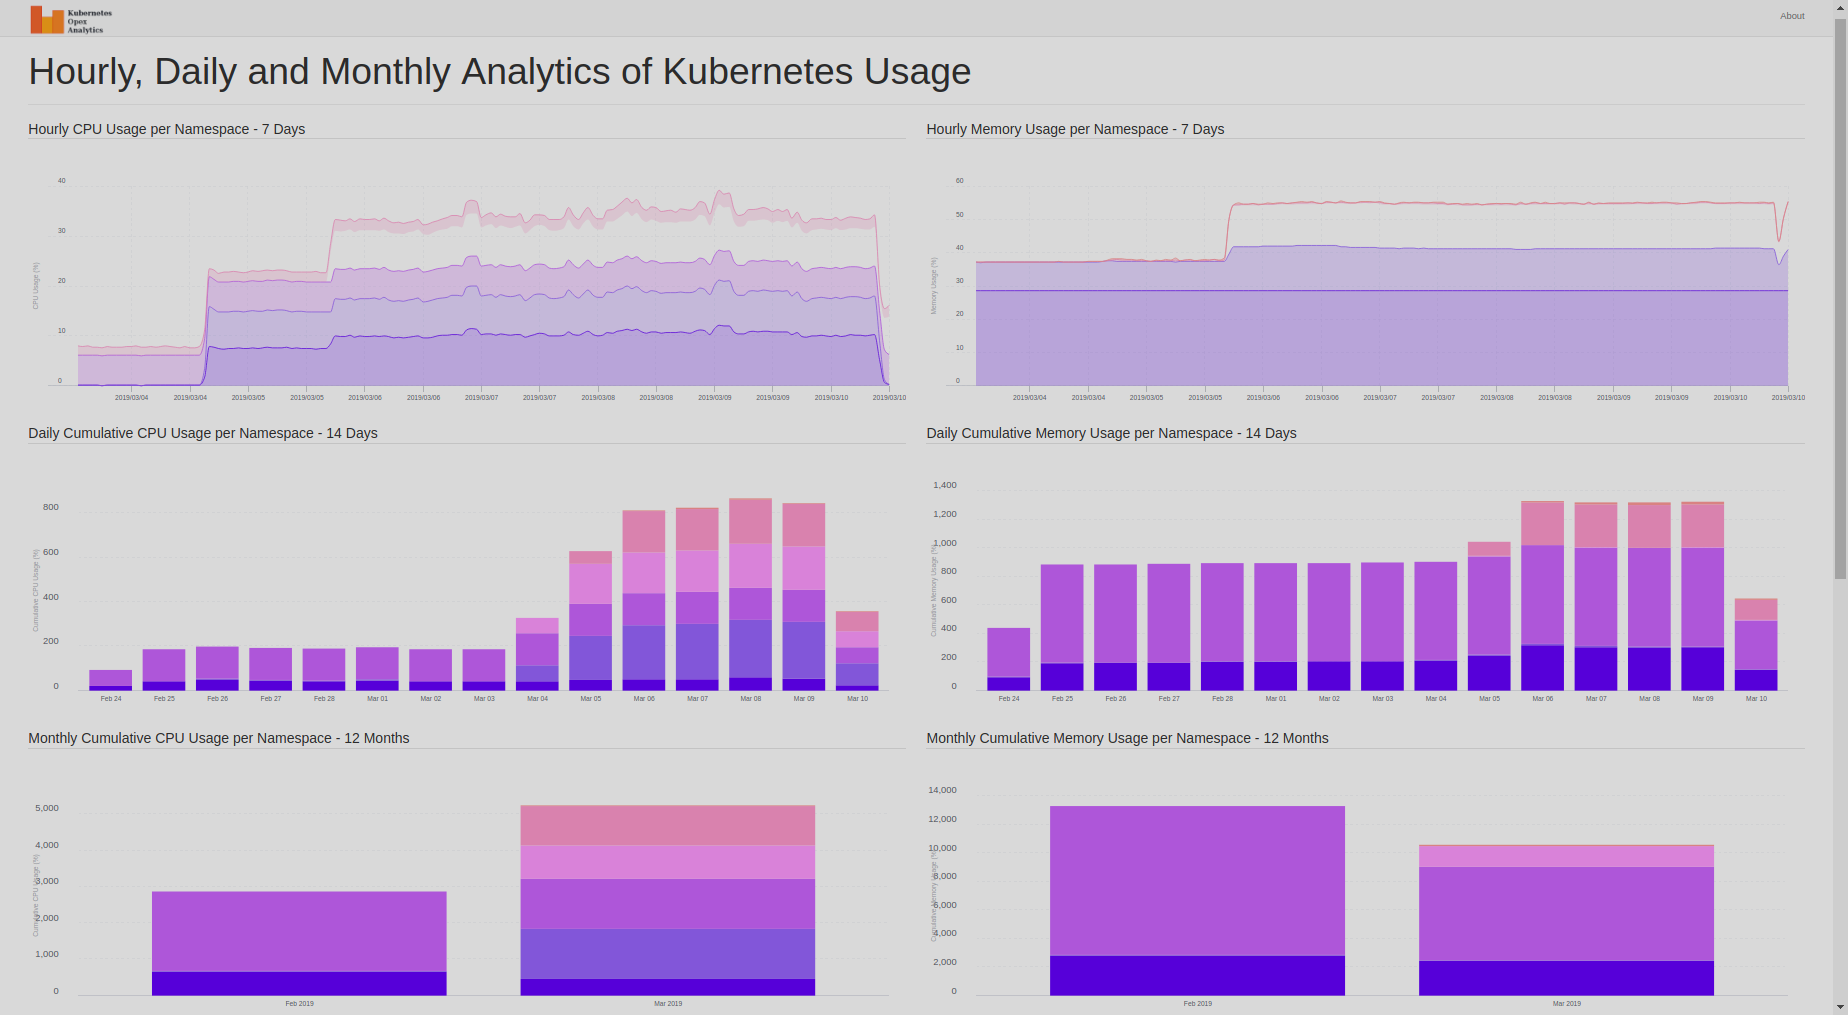 Kubernetes
Opex
Analytics
About
Hourly, Daily and Monthly Analytics of Kubernetes Usage
Hourly CPU Usage per Namespace - 7 Days
40
30
20
10
0
CPU Usage (%)
2019/03/04 2019/03/04 2019/03/05 2019/03/05 2019/03/06 2019/03/06 2019/03/07 2019/03/07 2019/03/08 2019/03/08 2019/03/09 2019/03/09 2019/03/10 2019/03/10
Hourly Memory Usage per Namespace - 7 Days
60
50
40
30
20
10
0
Memory Usage (%)
2019/03/04 2019/03/04 2019/03/05 2019/03/05 2019/03/06 2019/03/06 2019/03/07 2019/03/07 2019/03/08 2019/03/08 2019/03/09 2019/03/09 2019/03/10 2019/03/10
Daily Cumulative CPU Usage per Namespace - 14 Days
800
600
400
200
0
Cumulative CPU Usage (%)
Feb 24 Feb 25 Feb 26 Feb 27 Feb 28 Mar 01 Mar 02 Mar 03 Mar 04 Mar 05 Mar 06 Mar 07 Mar 08 Mar 09 Mar 10
Daily Cumulative Memory Usage per Namespace - 14 Days
1,400
1,200
1,000
800
600
400
200
0
Cumulative Memory Usage (%)
Feb 24 Feb 25 Feb 26 Feb 27 Feb 28 Mar 01 Mar 02 Mar 03 Mar 04 Mar 05 Mar 06 Mar 07 Mar 08 Mar 09 Mar 10
Monthly Cumulative CPU Usage per Namespace - 12 Months
5,000
4,000
3,000
2,000
1,000
0
Cumulative CPU Usage (%)
Feb 2019 Mar 2019
Monthly Cumulative Memory Usage per Namespace - 12 Months
14,000
12,000
10,000
8,000
6,000
4,000
2,000
0
Cumulative Memory Usage (%)
Feb 2019 Mar 2019